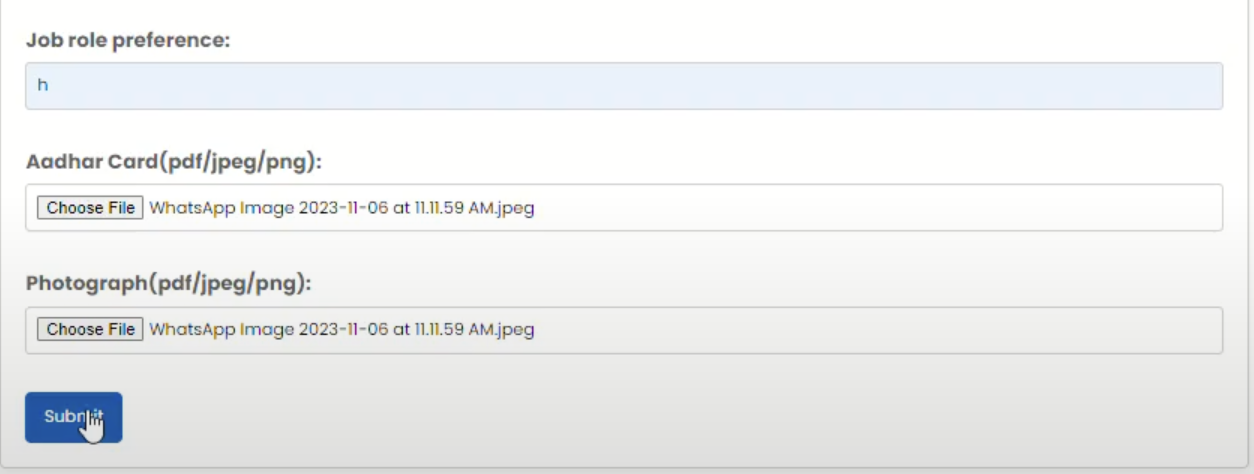 Job role preference:
h
Aadhar Card(pdf/jpeg/png):
Choose File WhatsApp Image 2023-11-06 at 11.11.59 AM.jpeg
Photograph(pdf/jpeg/png):
Choose File WhatsApp Image 2023-11-06 at 11.11.59 AM.jpeg
Submit